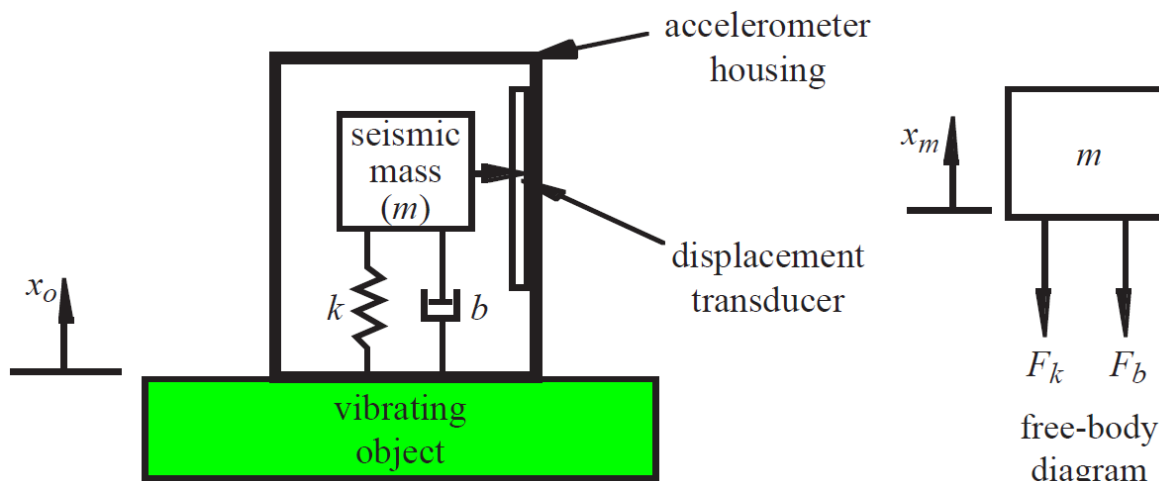 accelerometer
housing
seismic
mass
(m)
x_m
m
displacement
transducer
x_o
k
b
F_k
F_b
vibrating
object
free-body
diagram